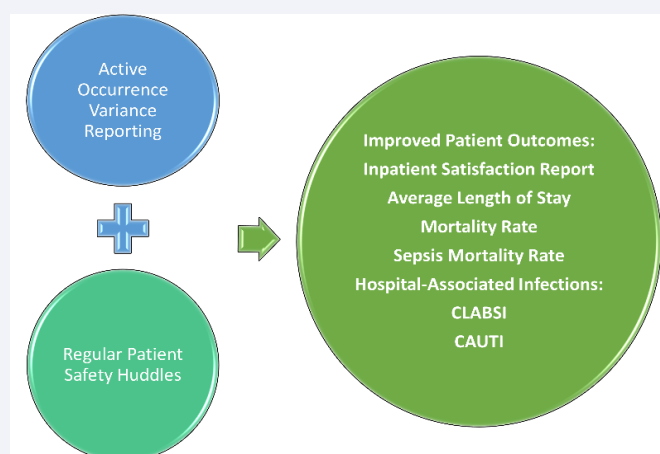 Active
Occurrence
Variance
Reporting
Regular Patient
Safety Huddles
Improved Patient Outcomes:
Inpatient Satisfaction Report
Average Length of Stay
Mortality Rate
Sepsis Mortality Rate
Hospital-Associated Infections:
CLABSI
CAUTI